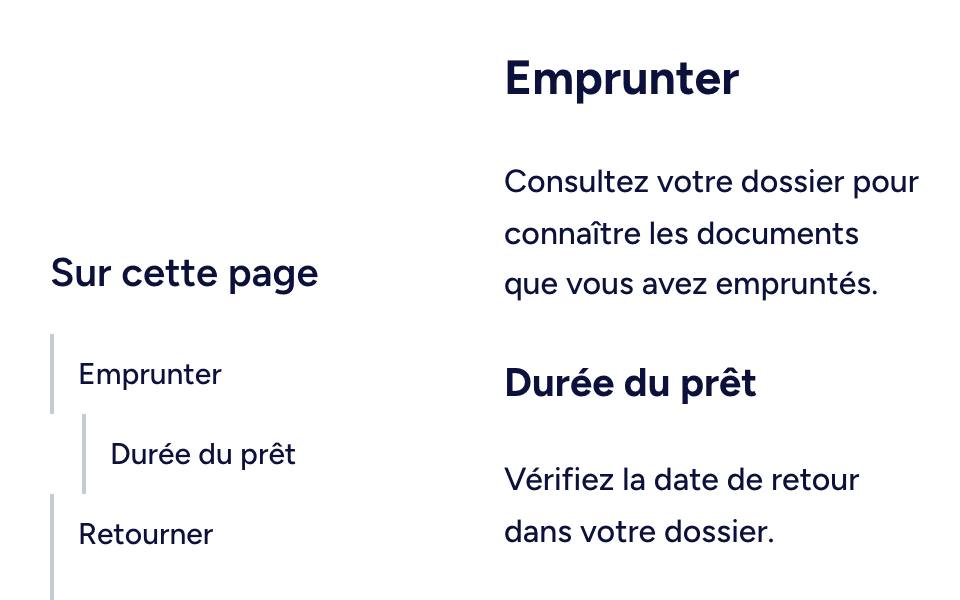 Sur cette page
Emprunter
Durée du prêt
Retourner
Emprunter
Consultez votre dossier pour
connaître les documents
que vous avez empruntés.
Durée du prêt
Vérifiez la date de retour
dans votre dossier.